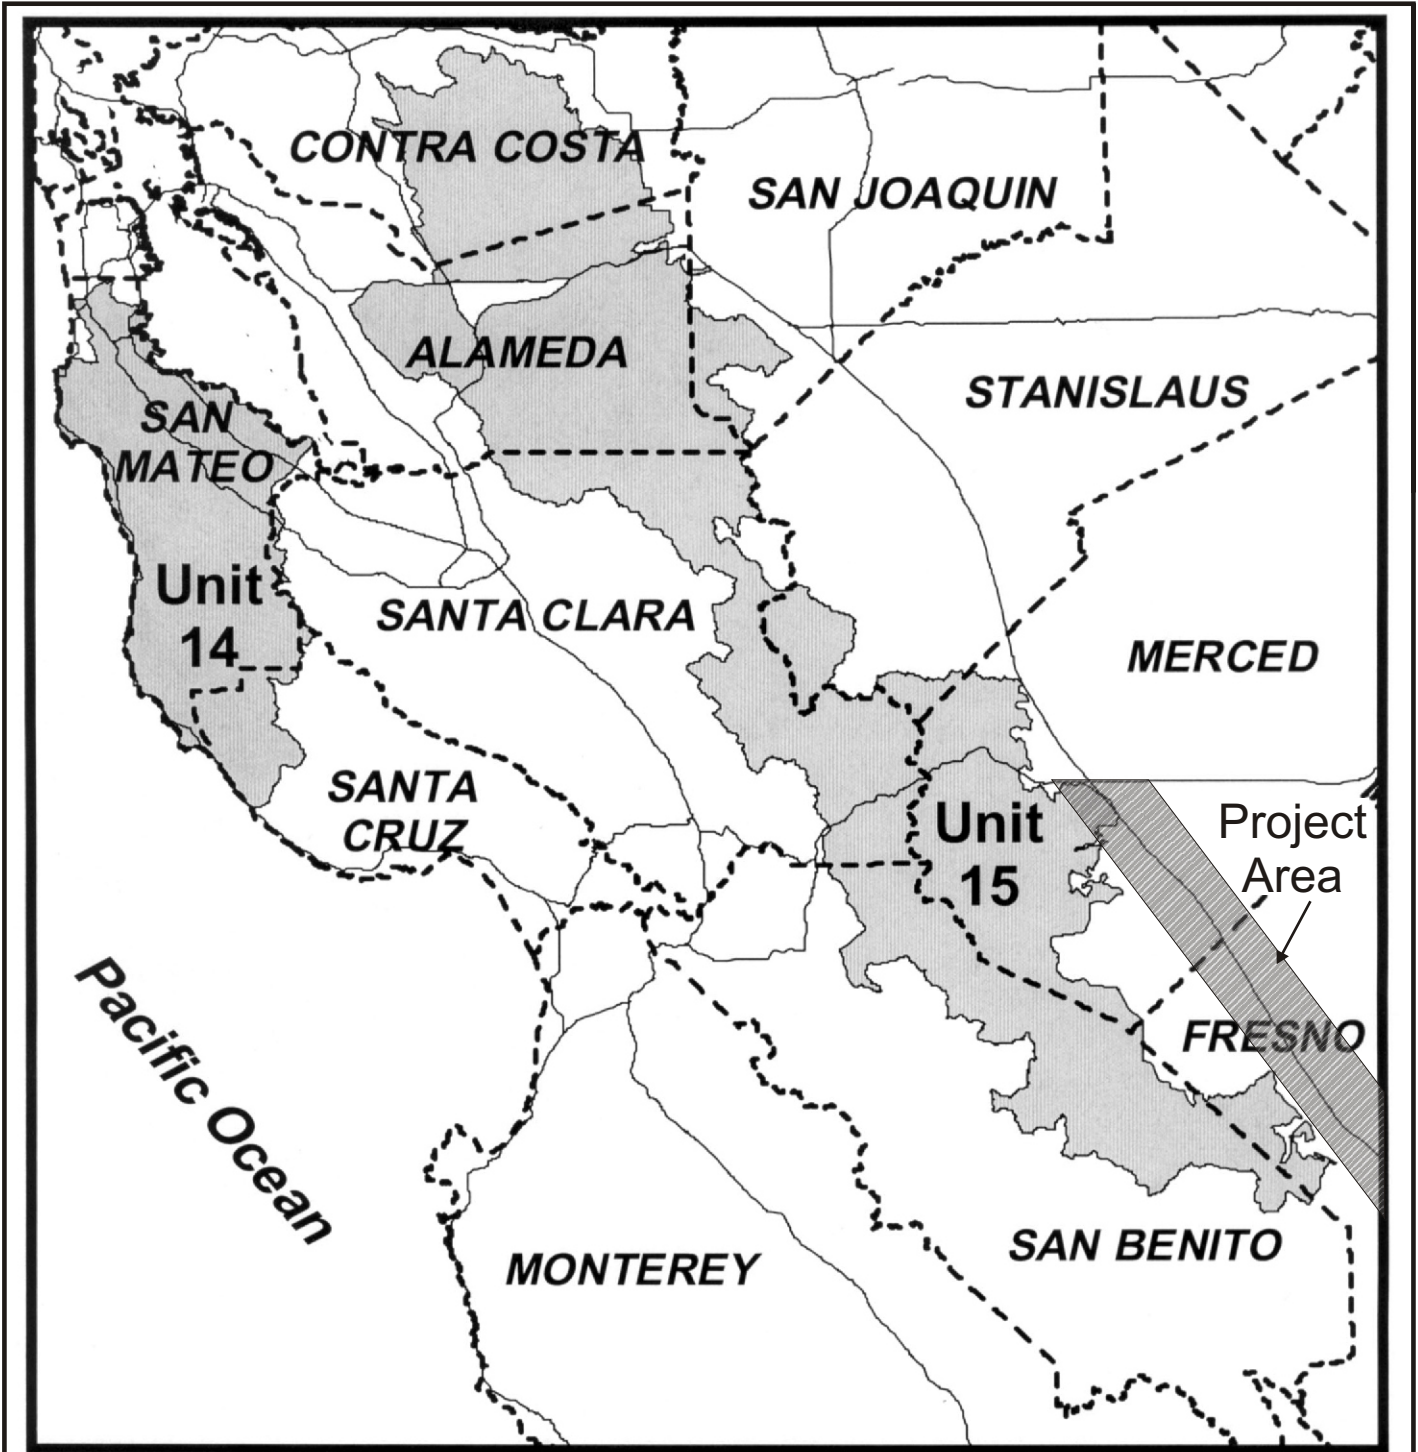 CONTRA COSTA
SAN JOAQUIN
ALAMEDA
STANISLAUS
SAN
MATEO
Unit
14
SANTA CLARA
MERCED
SANTA
CRUZ
Unit
15
Project
Area
Pacific Ocean
FRESNO
SAN BENITO
MONTEREY